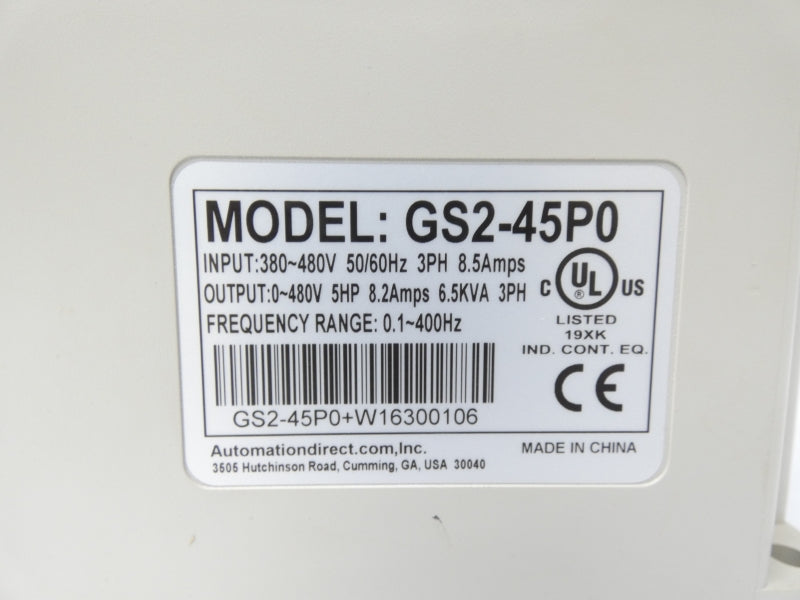 MODEL: GS2-45P0
INPUT:380~480V 50/60Hz 3PH 8.5Amps
OUTPUT:0~480V 5HP 8.2Amps 6.5KVA 3PH
FREQUENCY RANGE: 0.1~400Hz
C UL ® US
LISTED
19XK
IND. CONT. EQ.
CE
GS2-45P0+W16300106
Automationdirect.com,Inc.
3505 Hutchinson Road, Cumming, GA, USA 30040
MADE IN CHINA